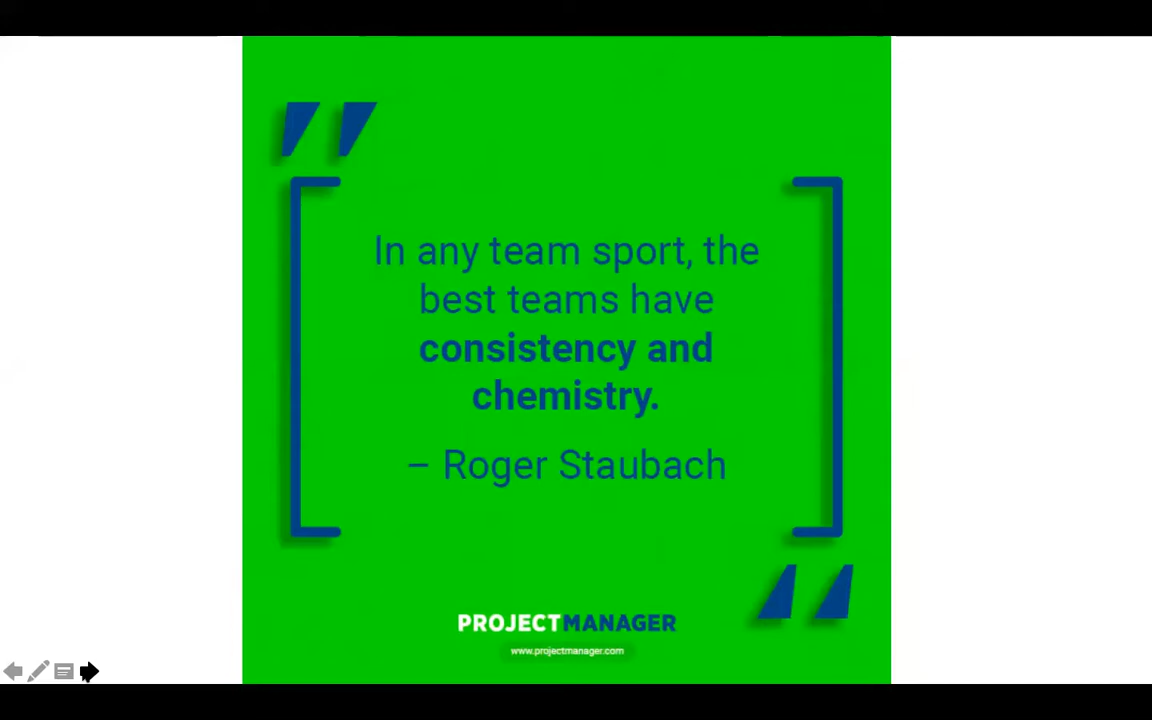 In any team sport, the
best teams have
consistency and
chemistry.
– Roger Staubach
PROJECTMANAGER
www.projectmanager.com